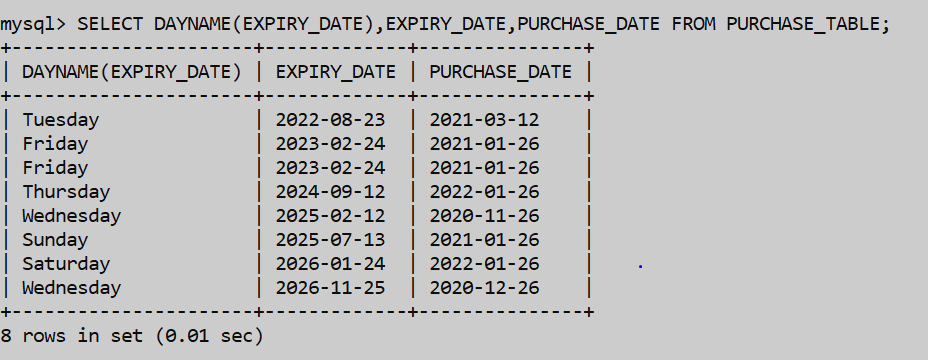 mysql> SELECT DAYNAME(EXPIRY_DATE),EXPIRY_DATE,PURCHASE_DATE FROM PURCHASE_TABLE;
+----------------------+-------------+---------------+
| DAYNAME(EXPIRY_DATE) | EXPIRY_DATE | PURCHASE_DATE |
+----------------------+-------------+---------------+
| Tuesday              | 2022-08-23  | 2021-03-12    |
| Friday               | 2023-02-24  | 2021-01-26    |
| Friday               | 2023-02-24  | 2021-01-26    |
| Thursday             | 2024-09-12  | 2022-01-26    |
| Wednesday            | 2025-02-12  | 2020-11-26    |
| Sunday               | 2025-07-13  | 2021-01-26    |
| Saturday             | 2026-01-24  | 2022-01-26    |
| Wednesday            | 2026-11-25  | 2020-12-26    |
+----------------------+-------------+---------------+
8 rows in set (0.01 sec)